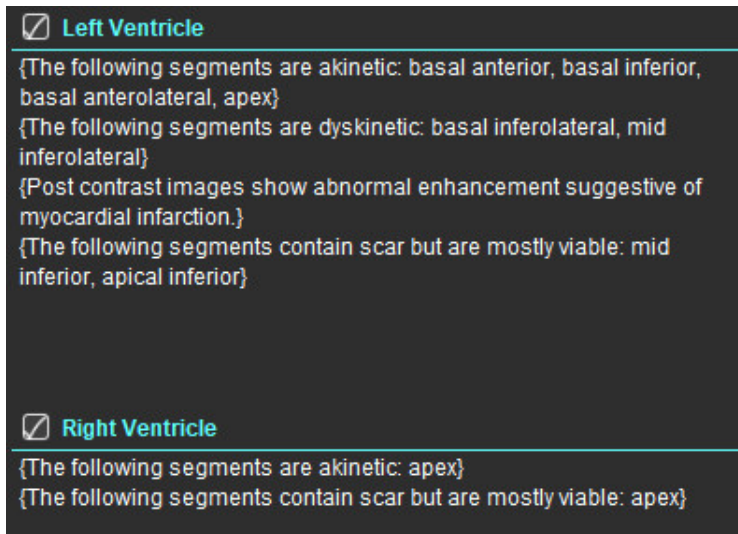 Left Ventricle
{The following segments are akinetic: basal anterior, basal inferior,
basal anterolateral, apex}
{The following segments are dyskinetic: basal inferolateral, mid
inferolateral}
{Post contrast images show abnormal enhancement suggestive of
myocardial infarction.}
{The following segments contain scar but are mostly viable: mid
inferior, apical inferior}
Right Ventricle
{The following segments are akinetic: apex}
{The following segments contain scar but are mostly viable: apex}